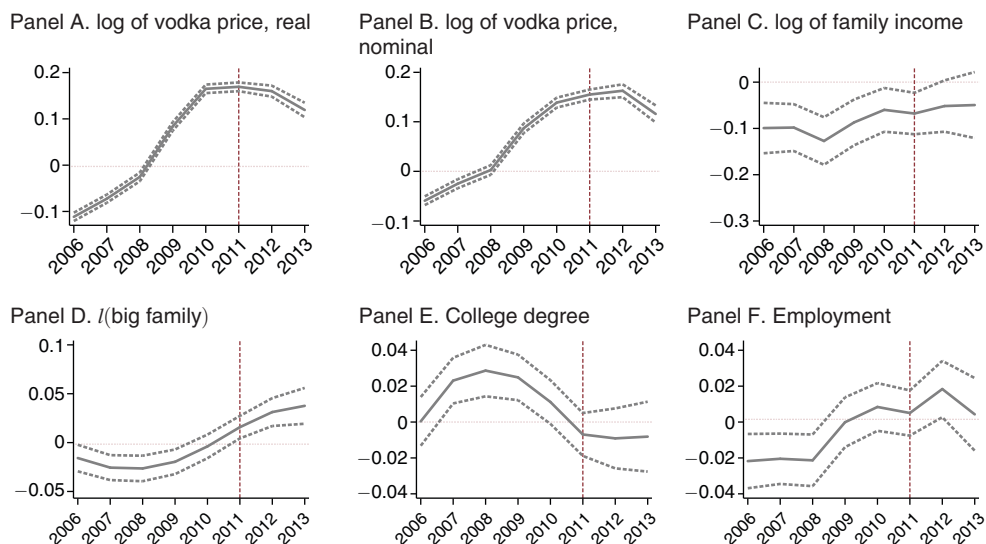 Panel A. log of vodka price, real
0.2
0.1
0
−0.1
2006 2007 2008 2009 2010 2011 2012 2013
Panel B. log of vodka price,
nominal
0.2
0.1
0
−0.1
2006 2007 2008 2009 2010 2011 2012 2013
Panel C. log of family income
0
−0.1
−0.2
−0.3
2006 2007 2008 2009 2010 2011 2012 2013
Panel D. I(big family)
0.1
0.05
0
−0.05
2006 2007 2008 2009 2010 2011 2012 2013
Panel E. College degree
0.04
0.02
0
−0.02
−0.04
2006 2007 2008 2009 2010 2011 2012 2013
Panel F. Employment
0.04
0.02
0
−0.02
−0.04
2006 2007 2008 2009 2010 2011 2012 2013